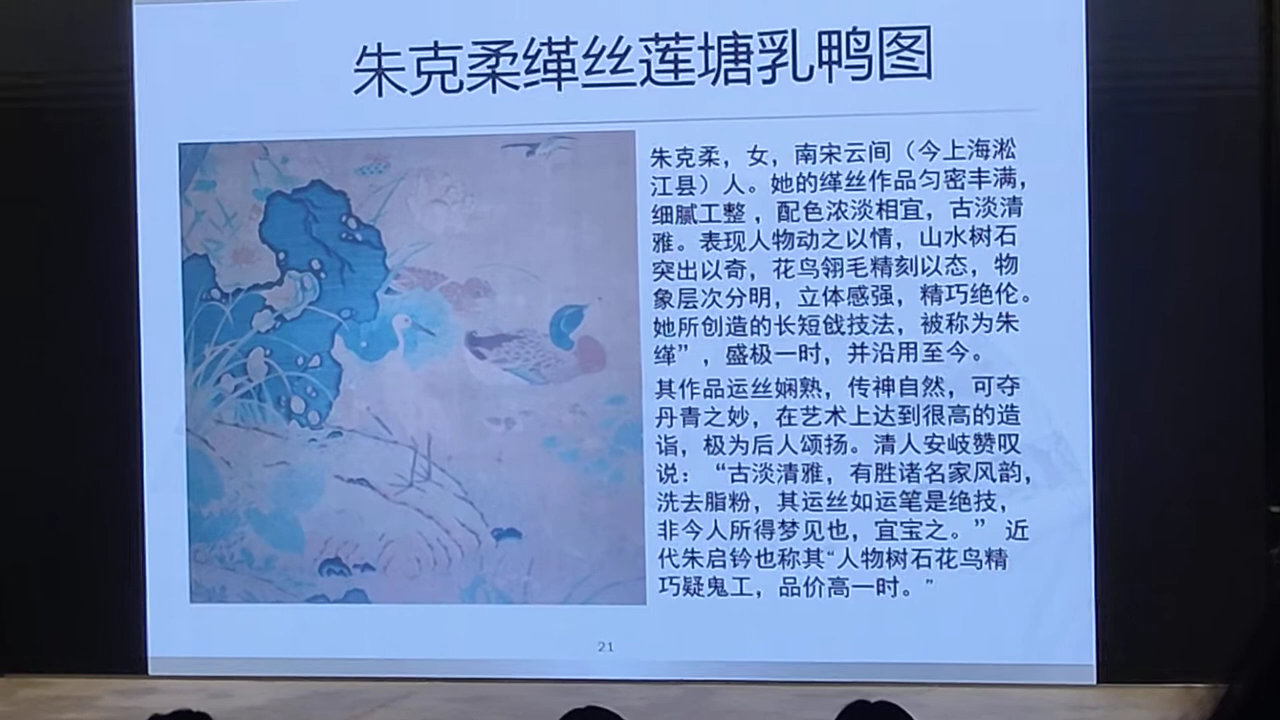 朱克柔缂丝莲塘乳鸭图
朱克柔，女，南宋云间（今上海淞
江县）人。她的缂丝作品匀密丰满，
细腻工整 ，配色浓淡相宜，古淡清
雅。表现人物动之以情，山水树石
突出以奇，花鸟翎毛精刻以态，物
象层次分明，立体感强，精巧绝伦。
她所创造的长短戗技法，被称为朱
缂”，盛极一时，并沿用至今。
其作品运丝娴熟，传神自然，可夺
丹青之妙，在艺术上达到很高的造
诣，极为后人颂扬。清人安岐赞叹
说：“古淡清雅，有胜诸名家风韵，
洗去脂粉，其运丝如运笔是绝技，
非今人所得梦见也，宜宝之。” 近
代朱启钤也称其“人物树石花鸟精
巧疑鬼工，品价高一时。”
21